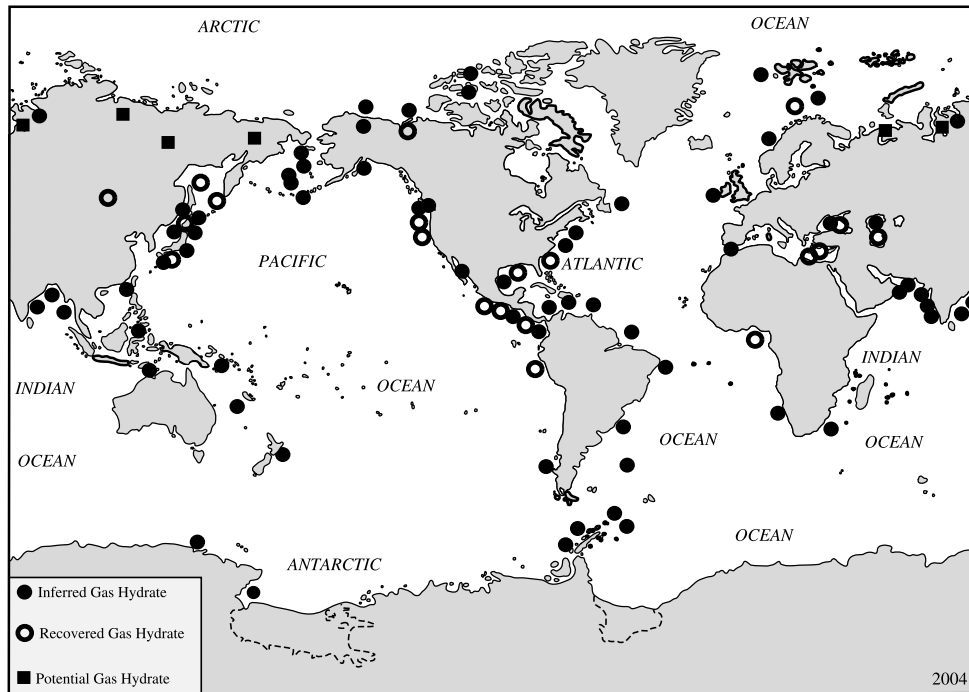 ARCTIC
OCEAN
PACIFIC
ATLANTIC
INDIAN
OCEAN
INDIAN
OCEAN
OCEAN
OCEAN
OCEAN
ANTARCTIC
OCEAN
Inferred Gas Hydrate
Recovered Gas Hydrate
Potential Gas Hydrate
2004